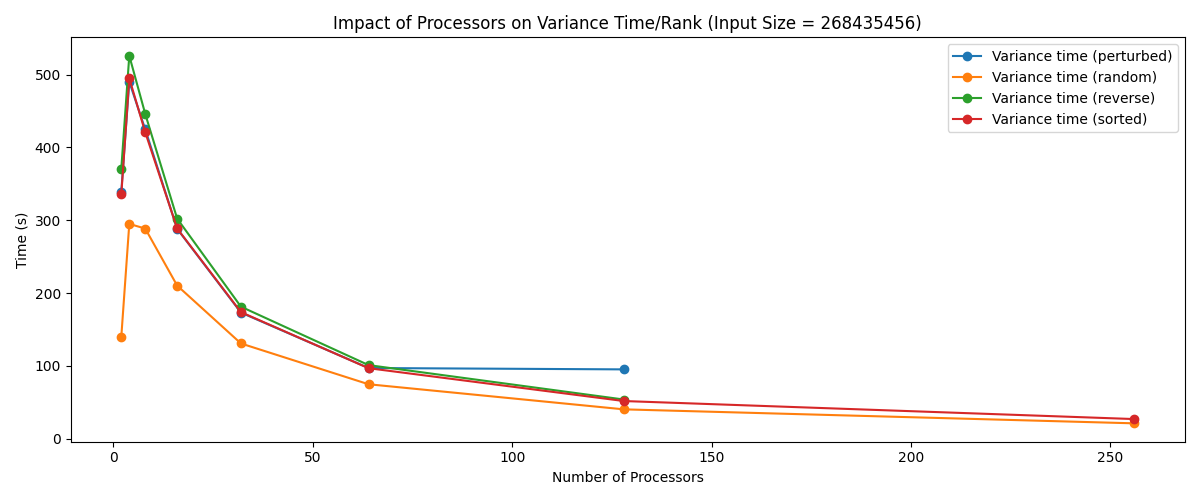 Impact of Processors on Variance Time/Rank (Input Size = 268435456)
Variance time (perturbed)
Variance time (random)
Variance time (reverse)
Variance time (sorted)
Time (s)
500
400
300
200
100
0
0 50 100 150 200 250
Number of Processors